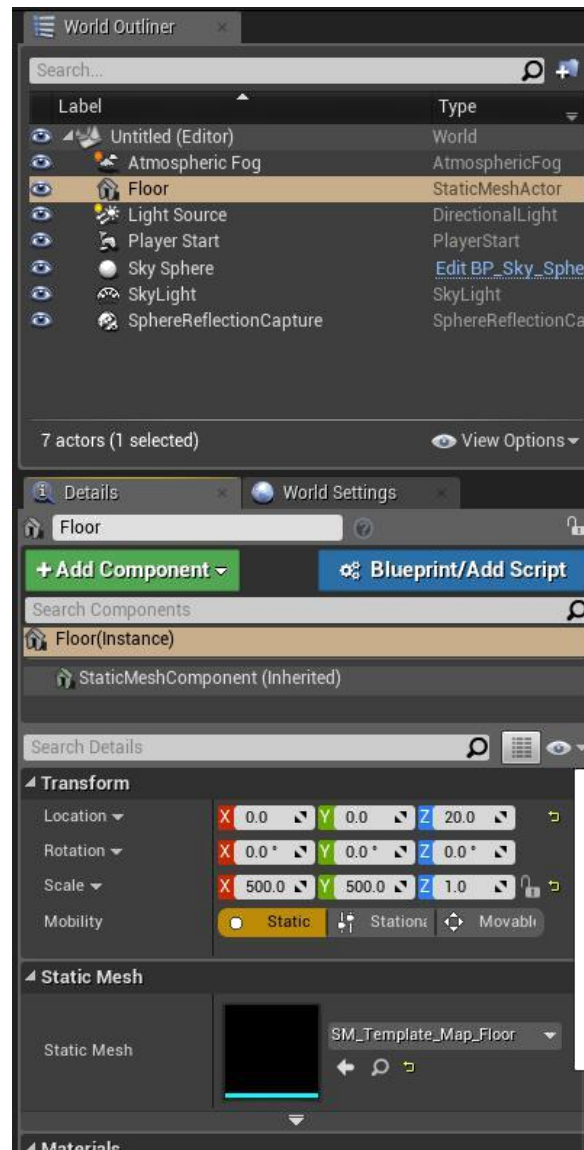 World Outliner
Search...
Label Type
Untitled (Editor) World
Atmospheric Fog AtmosphericFog
Floor StaticMeshActor
Light Source DirectionalLight
Player Start PlayerStart
Sky Sphere Edit BP_Sky_Sphe
SkyLight SkyLight
SphereReflectionCapture SphereReflectionCa
7 actors (1 selected) View Options
Details World Settings
Floor
+ Add Component Blueprint/Add Script
Search Components
Floor(Instance)
StaticMeshComponent (Inherited)
Search Details
Transform
Location X 0.0 Y 0.0 Z 20.0
Rotation X 0.0 ° Y 0.0 ° Z 0.0 °
Scale X 500.0 Y 500.0 Z 1.0
Mobility Static Stationa Movabl
Static Mesh
Static Mesh SM_Template_Map_Floor
Materials